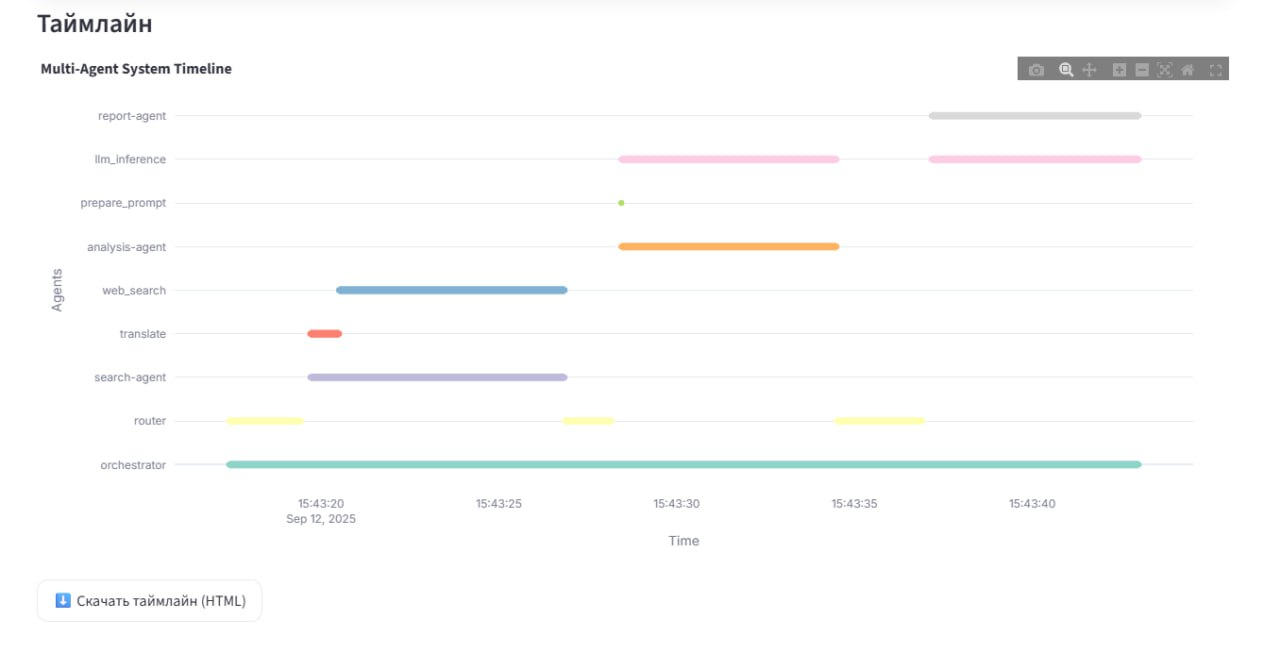 Таймлайн
Multi-Agent System Timeline
report-agent
llm_inference
prepare_prompt
analysis-agent
web_search
translate
search-agent
router
orchestrator
Agents
15:43:20
Sep 12, 2025
15:43:25
15:43:30
15:43:35
15:43:40
Time
Скачать таймлайн (HTML)